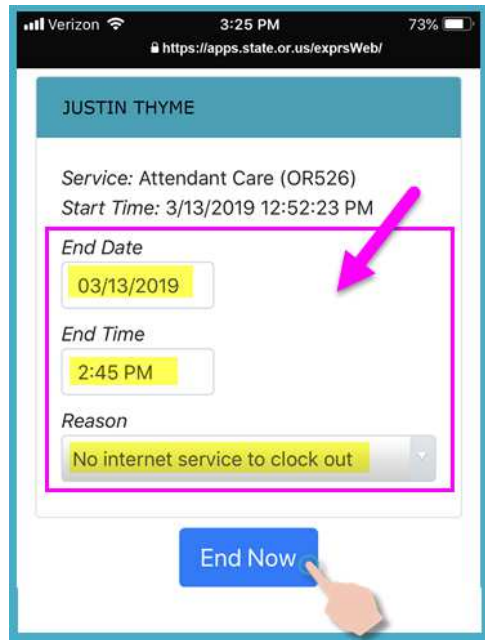 Verizon 3:25 PM 73%
https://apps.state.or.us/exprsWeb/
JUSTIN THYME
Service: Attendant Care (OR526)
Start Time: 3/13/2019 12:52:23 PM
End Date
03/13/2019
End Time
2:45 PM
Reason
No internet service to clock out
End Now